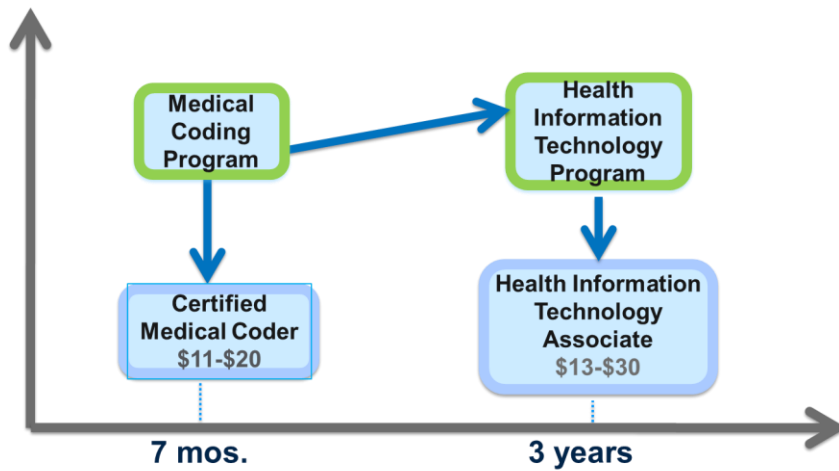 Medical
Coding
Program
Health
Information
Technology
Program
Certified
Medical Coder
$11-$20
Health Information
Technology
Associate
$13-$30
7 mos.
3 years